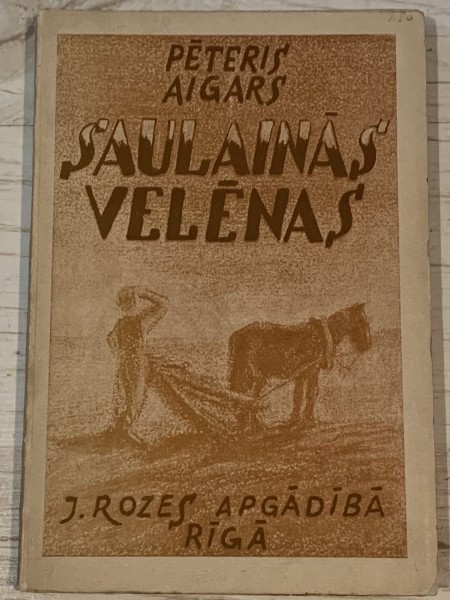 PĒTERIS
AIGARS
SAULAINĀS
VELĒNAS
J. ROZES APGĀDĪBĀ
RĪGĀ